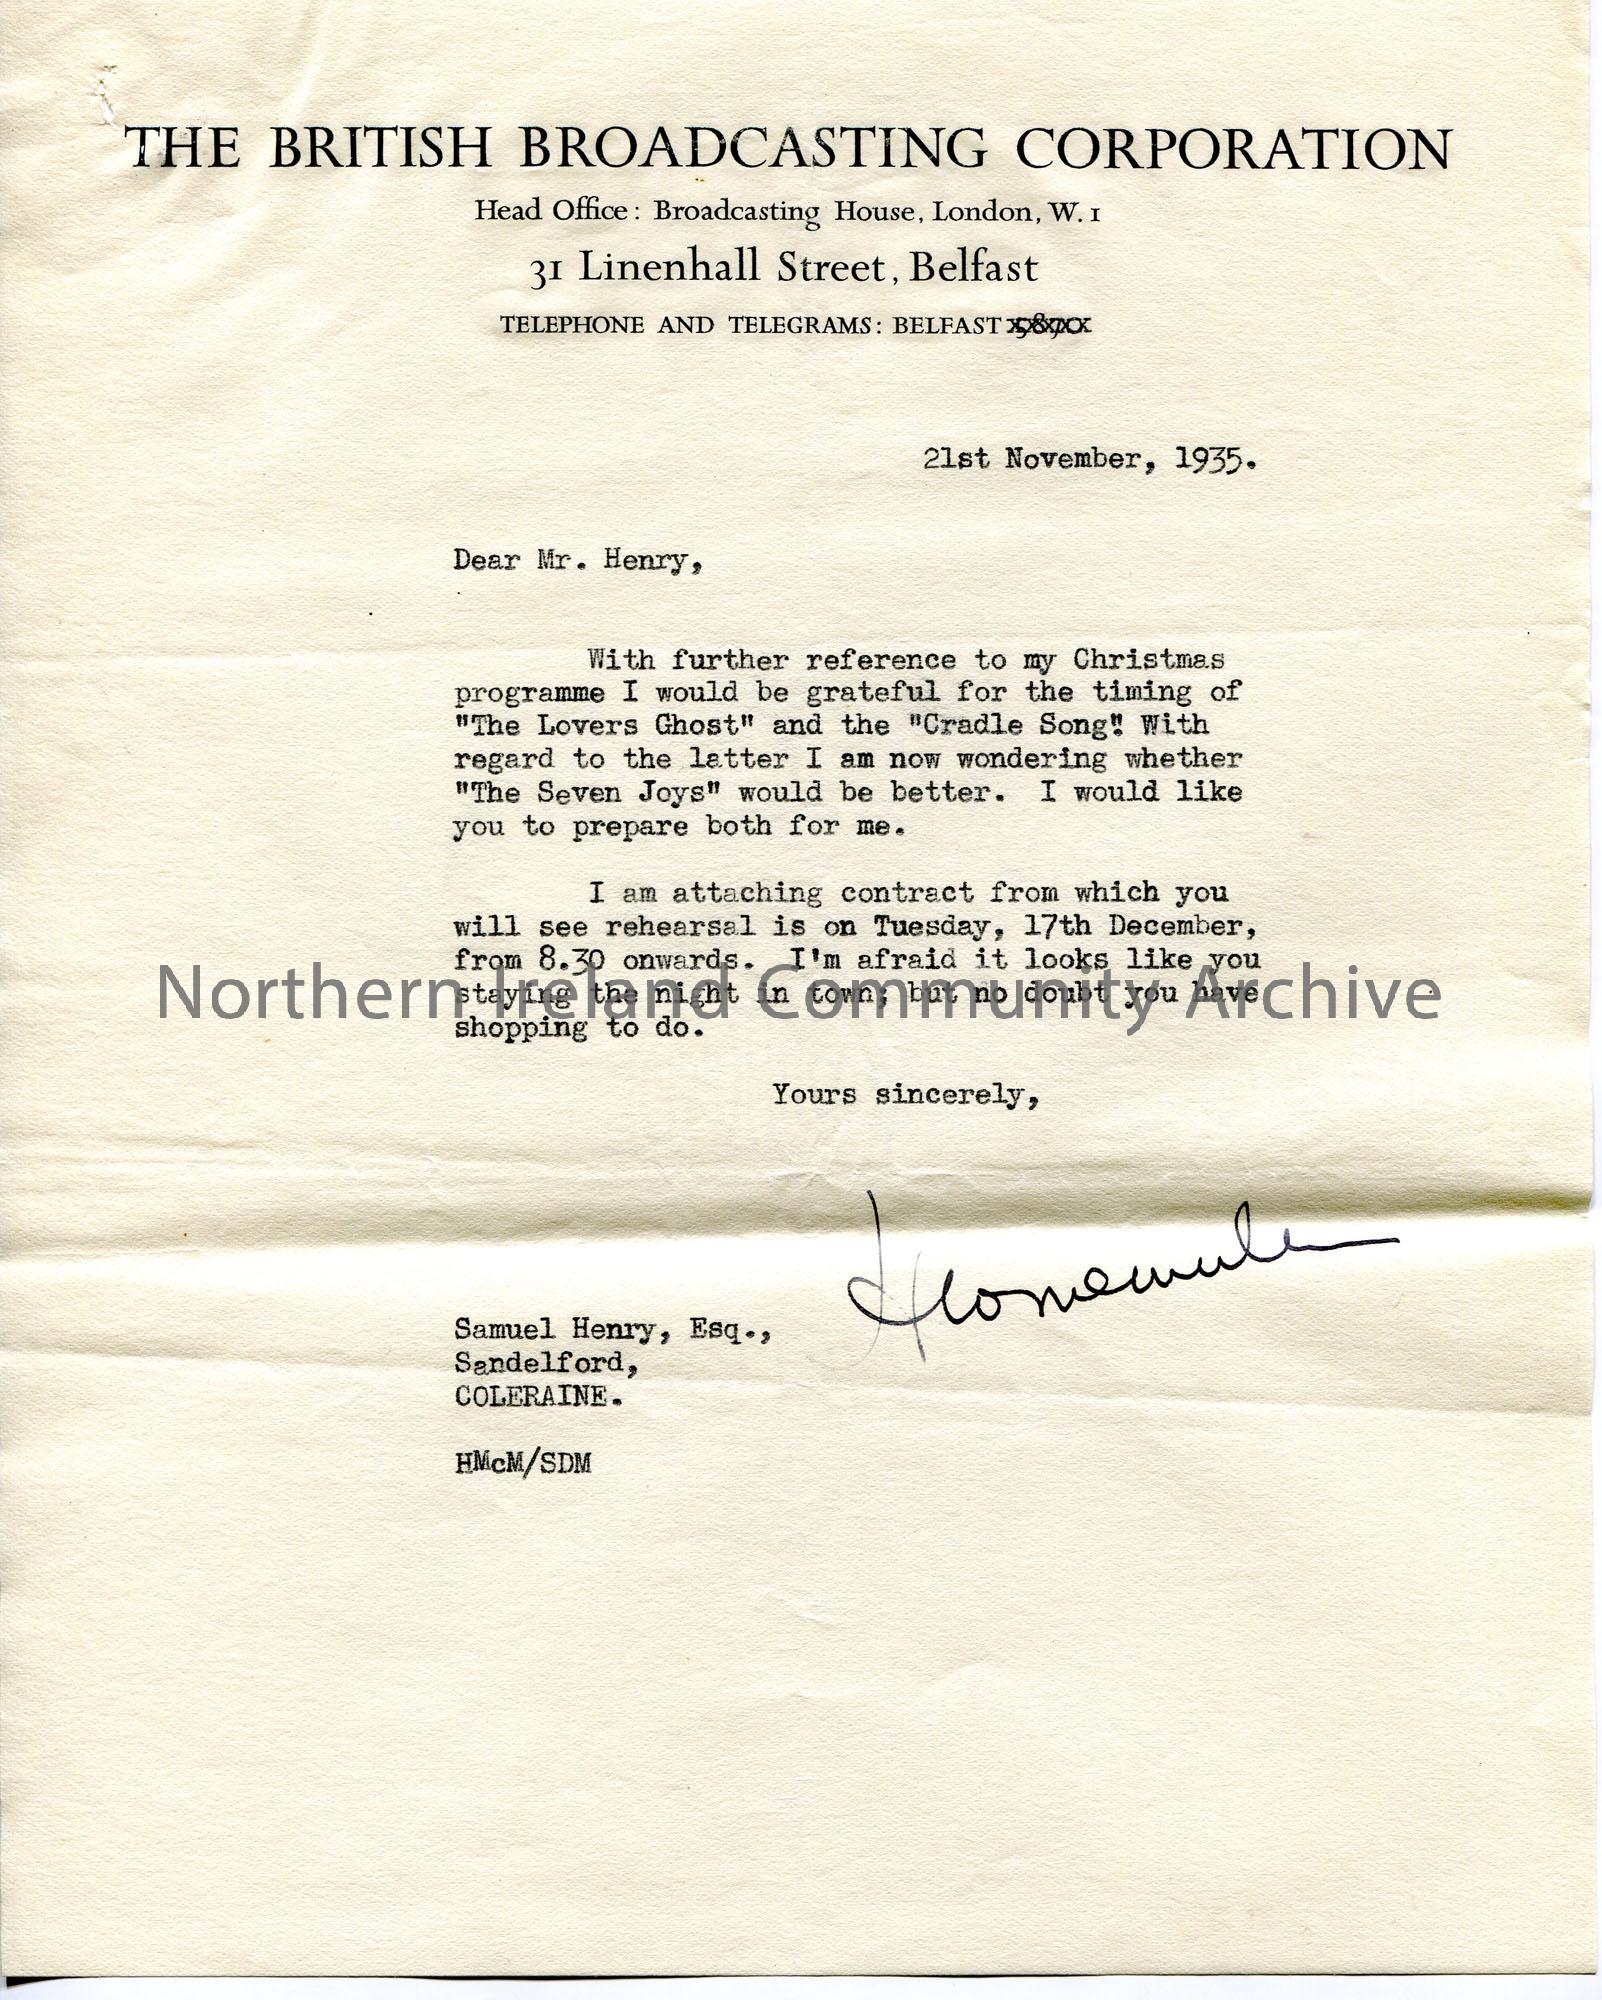 THE BRITISH BROADCASTING CORPORATION
Head Office: Broadcasting House, London, W.1
31 Linenhall Street, Belfast
TELEPHONE AND TELEGRAMS: BELFAST
21st November, 1935.
Dear Mr. Henry,
With further reference to my Christmas
programme I would be grateful for the timing of
"The Lovers Ghost" and the "Cradle Song". With
regard to the latter I am now wondering whether
"The Seven Joys" would be better. I would like
you to prepare both for me.
I am attaching contract from which you
will see rehearsal is on Tuesday, 17th December,
from 8.30 onwards. I'm afraid it looks like you
staying the night in town; but no doubt you have
shopping to do.
Northern Ireland Community Archive
Yours sincerely,
Samuel Henry, Esq.,
Sandelford,
COLERAINE.
HMcM/SDM